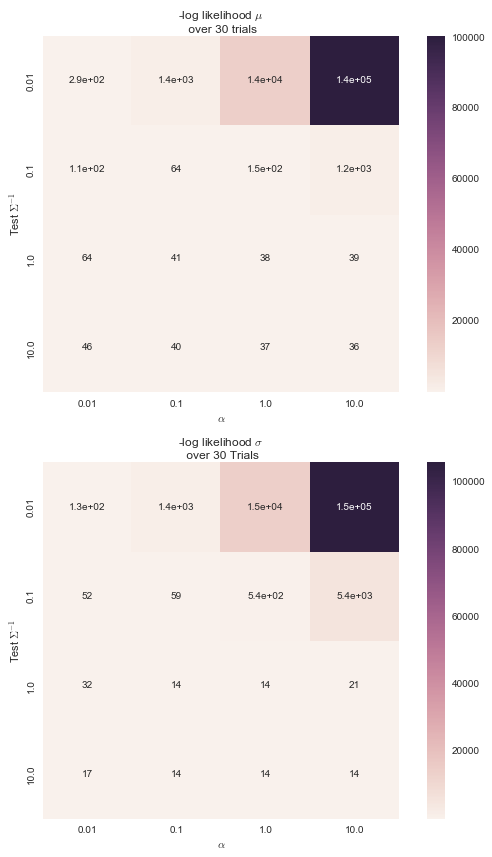 -log likelihood μ
over 30 trials
100000
0.01 2.9e+02 1.4e+03 1.4e+04 1.4e+05
80000
0.1 1.1e+02 64 1.5e+02 1.2e+03
60000
Test Σ⁻¹
1.0 64 41 38 39
40000
20000
10.0 46 40 37 36
0.01 0.1 1.0 10.0
α
-log likelihood σ
over 30 Trials
100000
0.01 1.3e+02 1.4e+03 1.5e+04 1.5e+05
80000
0.1 52 59 5.4e+02 5.4e+03
60000
Test Σ⁻¹
1.0 32 14 14 21
40000
20000
10.0 17 14 14 14
0.01 0.1 1.0 10.0
α